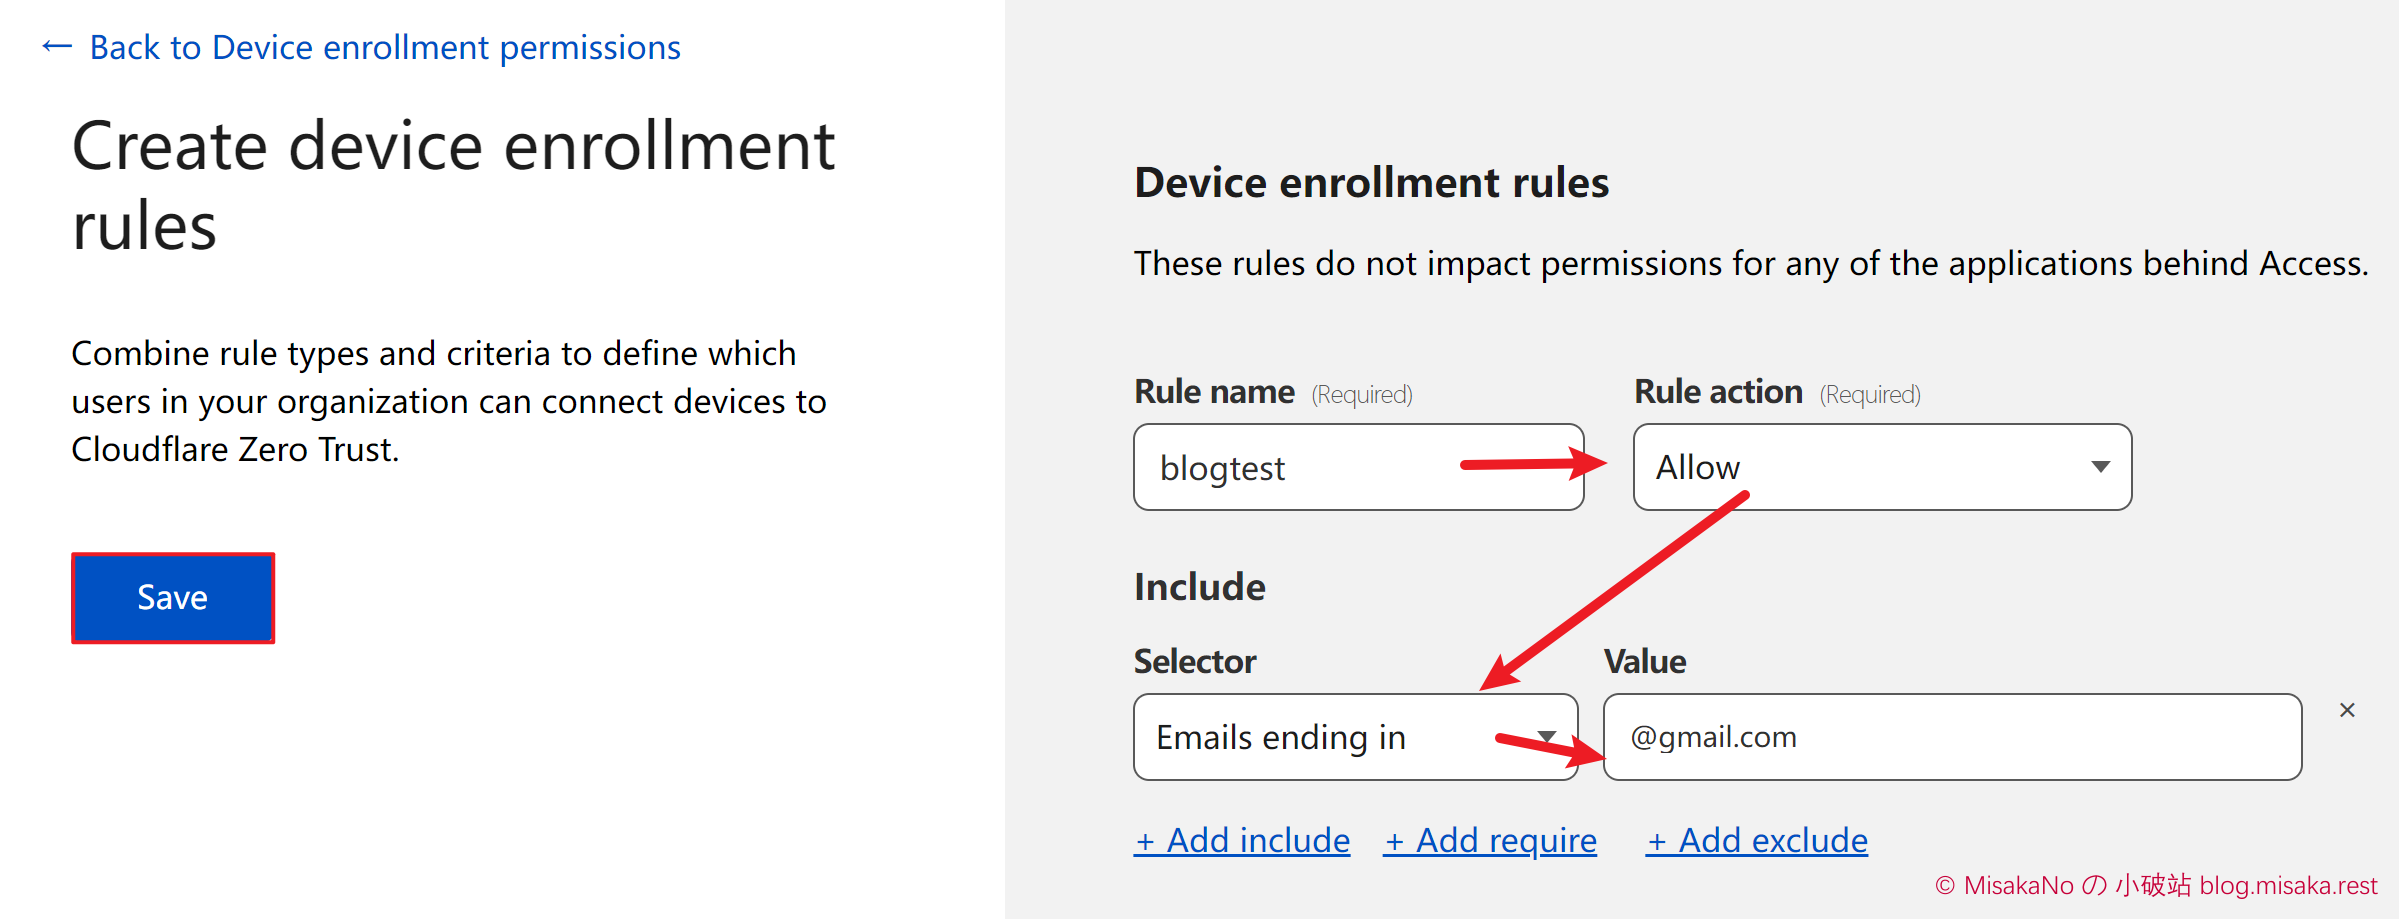 ← Back to Device enrollment permissions
Create device enrollment
rules
Combine rule types and criteria to define which
users in your organization can connect devices to
Cloudflare Zero Trust.
Save
Device enrollment rules
These rules do not impact permissions for any of the applications behind Access.
Rule name (Required)
Rule action (Required)
blogtest
Allow
Include
Selector
Value
Emails ending in
@gmail.com
×
+ Add include + Add require + Add exclude
© MisakaNo の 小破站 blog.misaka.rest